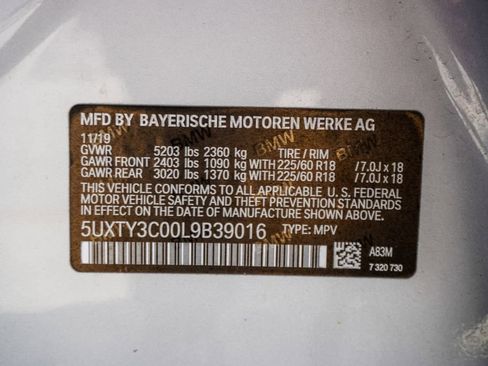 MFD BY BAYERISCHE MOTOREN WERKE AG
11/19
GVWR 5203 lbs 2360 kg TIRE / RIM
GAWR FRONT 2403 lbs 1090 kg WITH 225/60 R18 /7.0J x 18
GAWR REAR 3020 lbs 1370 kg WITH 225/60 R18 /7.0J x 18
THIS VEHICLE CONFORMS TO ALL APPLICABLE U. S. FEDERAL
MOTOR VEHICLE SAFETY AND THEFT PREVENTION STANDARDS
IN EFFECT ON THE DATE OF MANUFACTURE SHOWN ABOVE.
5UXTY3C00L9B39016 TYPE: MPV
A83M
7 320 730